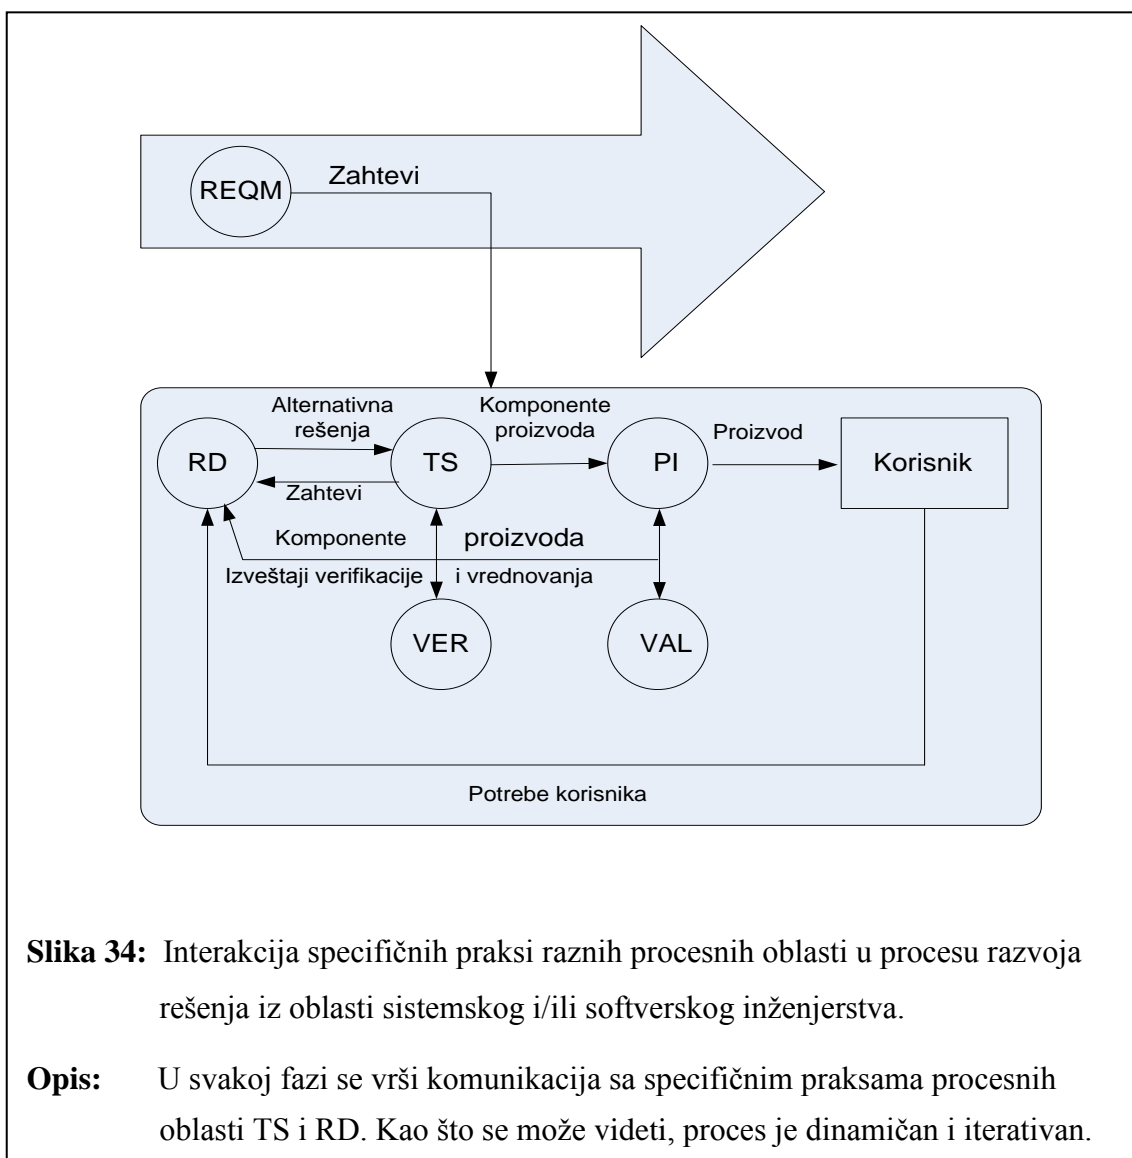 REQM
Zahtevi
Alternativna
rešenja
Komponente
proizvoda
Proizvod
RD
TS
PI
Korisnik
Zahtevi
Komponente proizvoda
Izveštaji verifikacije i vrednovanja
VER
VAL
Potrebe korisnika
Slika 34: Interakcija specifičnih praksi raznih procesnih oblasti u procesu razvoja
rešenja iz oblasti sistemskog i/ili softverskog inženjerstva.
Opis: U svakoj fazi se vrši komunikacija sa specifičnim praksama procesnih
oblasti TS i RD. Kao što se može videti, proces je dinamičan i iterativan.